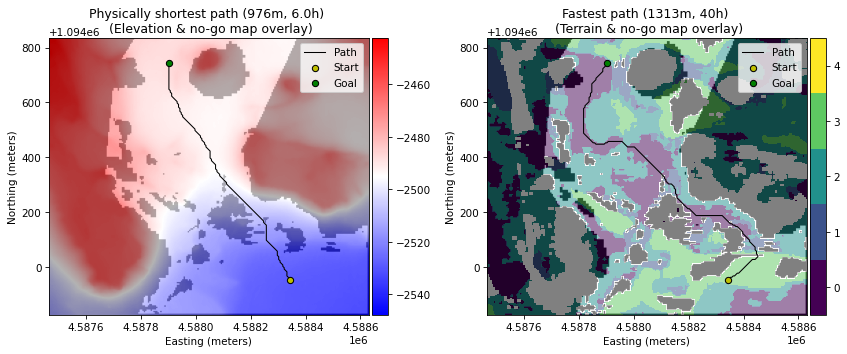 Physically shortest path (976m, 6.0h)
(Elevation & no-go map overlay)
+1.094e6
800
600
400
200
0
Northing (meters)
Path
Start
Goal
−2460
−2480
−2500
−2520
−2540
4.5876 4.5878 4.5880 4.5882 4.5884 4.5886
Easting (meters)
1e6
Fastest path (1313m, 40h)
(Terrain & no-go map overlay)
+1.094e6
800
600
400
200
0
Northing (meters)
Path
Start
Goal
4
3
2
1
0
4.5876 4.5878 4.5880 4.5882 4.5884 4.5886
Easting (meters)
1e6